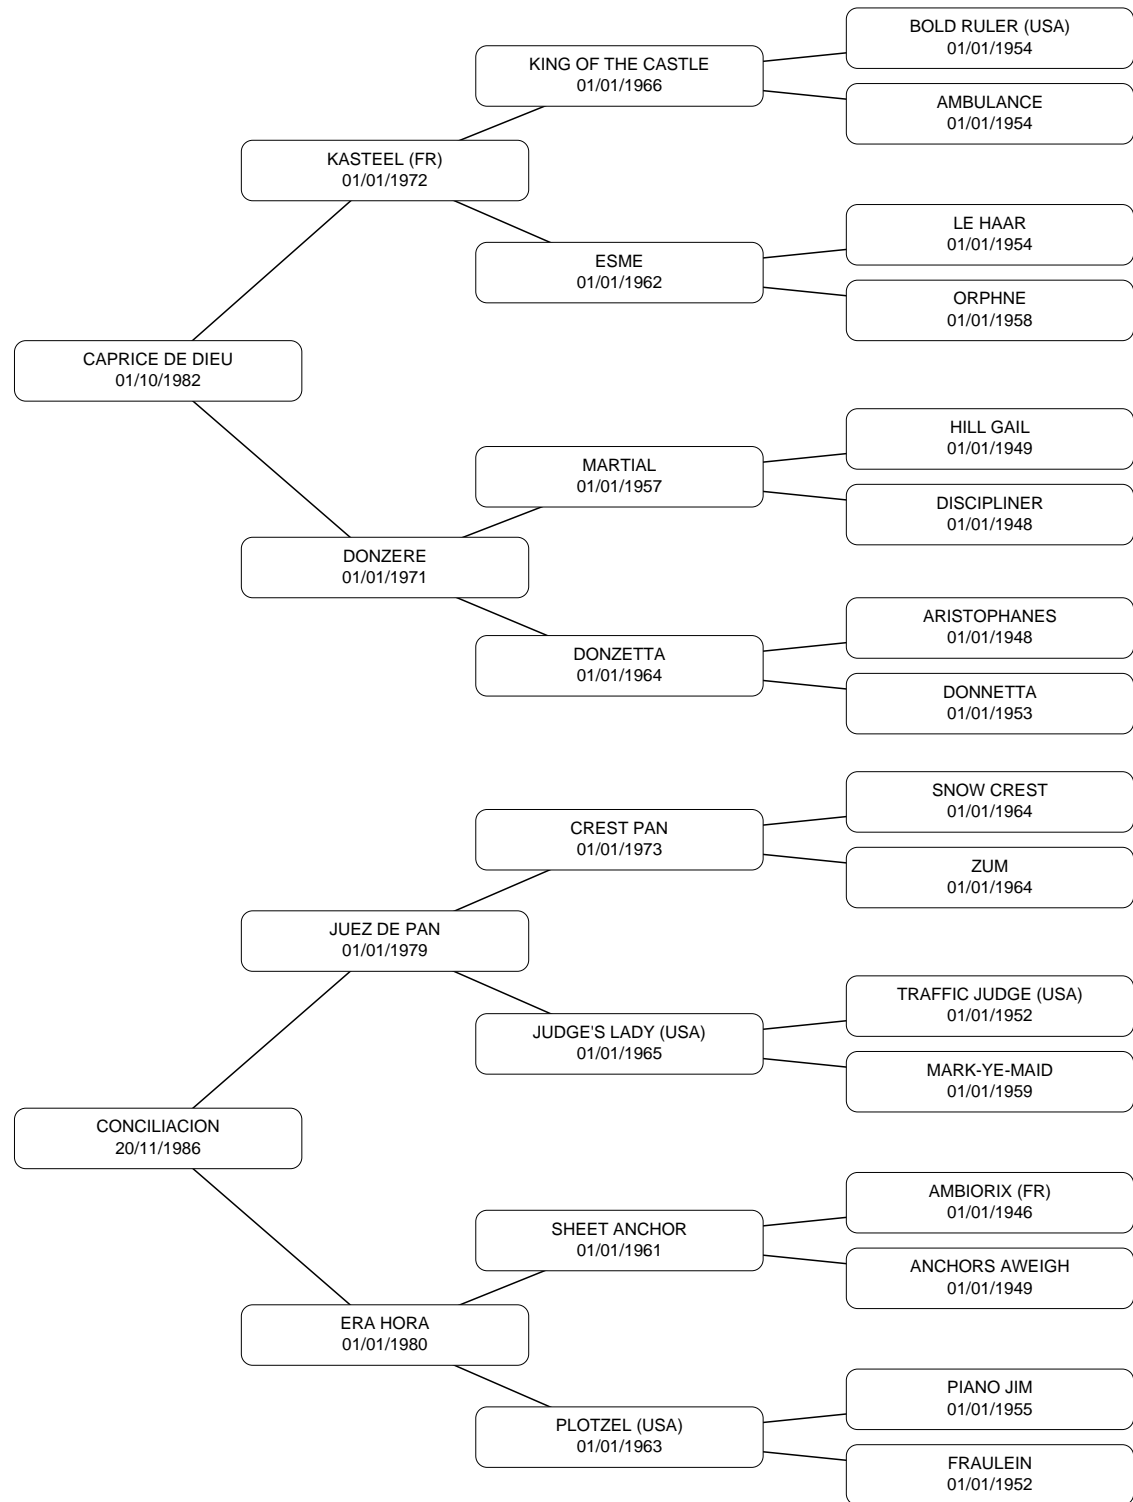 BOLD RULER (USA)
01/01/1954
KING OF THE CASTLE
01/01/1966
AMBULANCE
01/01/1954
KASTEEL (FR)
01/01/1972
LE HAAR
01/01/1954
ESME
01/01/1962
ORPHNE
01/01/1958
CAPRICE DE DIEU
01/10/1982
HILL GAIL
01/01/1949
MARTIAL
01/01/1957
DISCIPLINER
01/01/1948
DONZERE
01/01/1971
ARISTOPHANES
01/01/1948
DONZETTA
01/01/1964
DONNETTA
01/01/1953
SNOW CREST
01/01/1964
CREST PAN
01/01/1973
ZUM
01/01/1964
JUEZ DE PAN
01/01/1979
TRAFFIC JUDGE (USA)
01/01/1952
JUDGE'S LADY (USA)
01/01/1965
MARK-YE-MAID
01/01/1959
CONCILIACION
20/11/1986
AMBIORIX (FR)
01/01/1946
SHEET ANCHOR
01/01/1961
ANCHORS AWEIGH
01/01/1949
ERA HORA
01/01/1980
PIANO JIM
01/01/1955
PLOTZEL (USA)
01/01/1963
FRAULEIN
01/01/1952